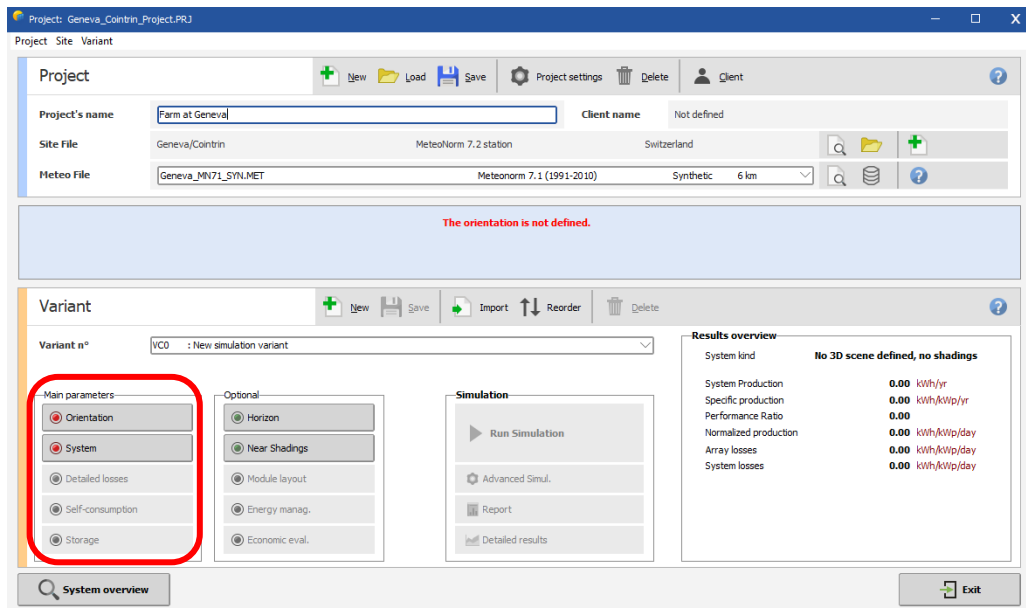 Project: Geneva_Cointrin_Project.PRJ
Project Site Variant
Project New Load Save Project settings Delete Client
Project's name Farm at Geneva Client name Not defined
Site File Geneva/Cointrin MeteoNorm 7.2 station Switzerland
Meteo File Geneva_MN71_SYN.MET Meteonorm 7.1 (1991-2010) Synthetic 6 km
The orientation is not defined.
Variant New Save Import Reorder Delete
Variant n° VC0 : New simulation variant
Results overview
System kind No 3D scene defined, no shadings
System Production 0.00 kWh/yr
Specific production 0.00 kWh/kWp/yr
Performance Ratio 0.00
Normalized production 0.00 kWh/kWp/day
Array losses 0.00 kWh/kWp/day
System losses 0.00 kWh/kWp/day
Main parameters
Orientation
System
Detailed losses
Self-consumption
Storage
Optional
Horizon
Near Shadings
Module layout
Energy manag.
Economic eval.
Simulation
Run Simulation
Advanced Simul.
Report
Detailed results
System overview
Exit